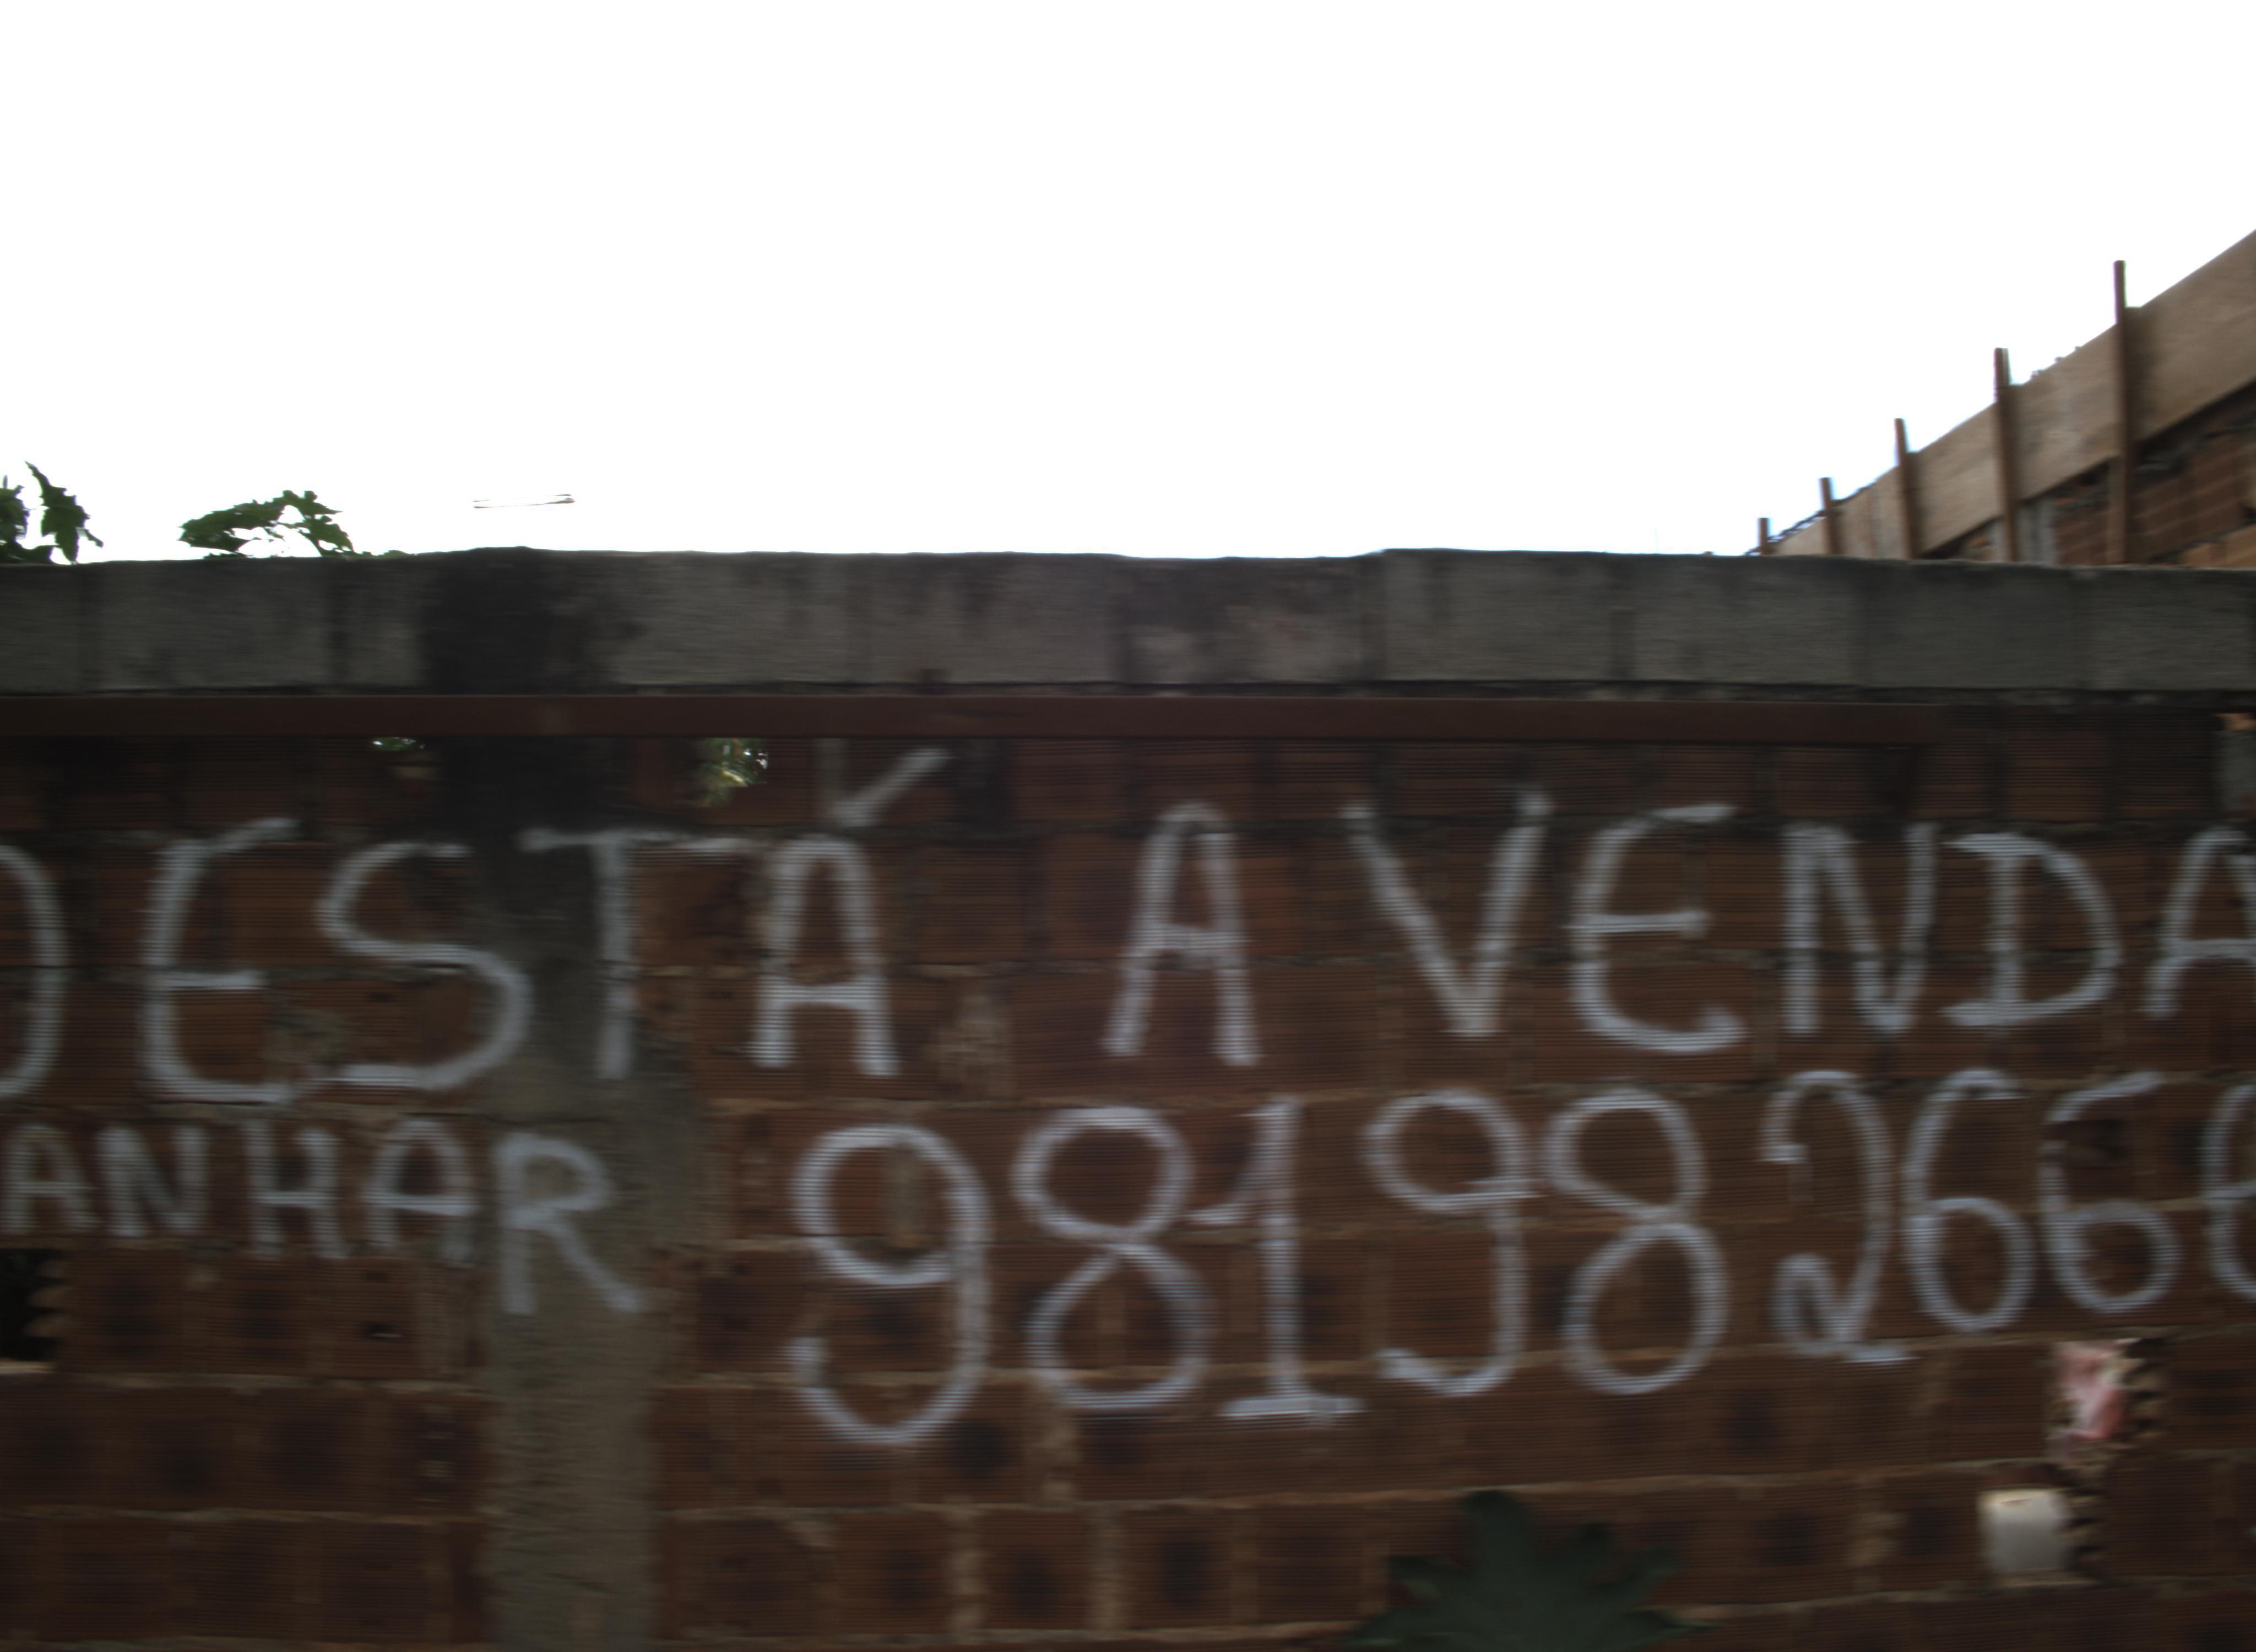 O ESTÁ A VENDA
ANHAR 98198266